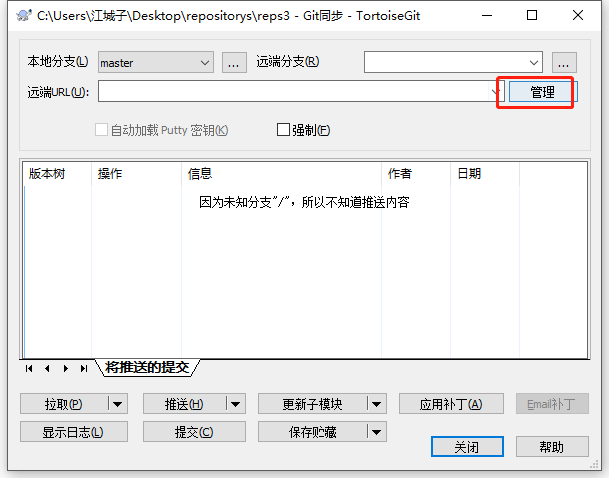 C:\Users\江城子\Desktop\repositorys\reps3 - Git同步 - TortoiseGit
本地分支(L) master ... 远端分支(R) ...
远端URL(U): 管理
自动加载 Putty 密钥(K) 强制(F)
版本树 操作 信息 作者 日期
因为未知分支"/"，所以不知道推送内容
将推送的提交
拉取(P) 推送(H) 更新子模块 应用补丁(A) Email补丁
显示日志(L) 提交(C) 保存贮藏
关闭 帮助